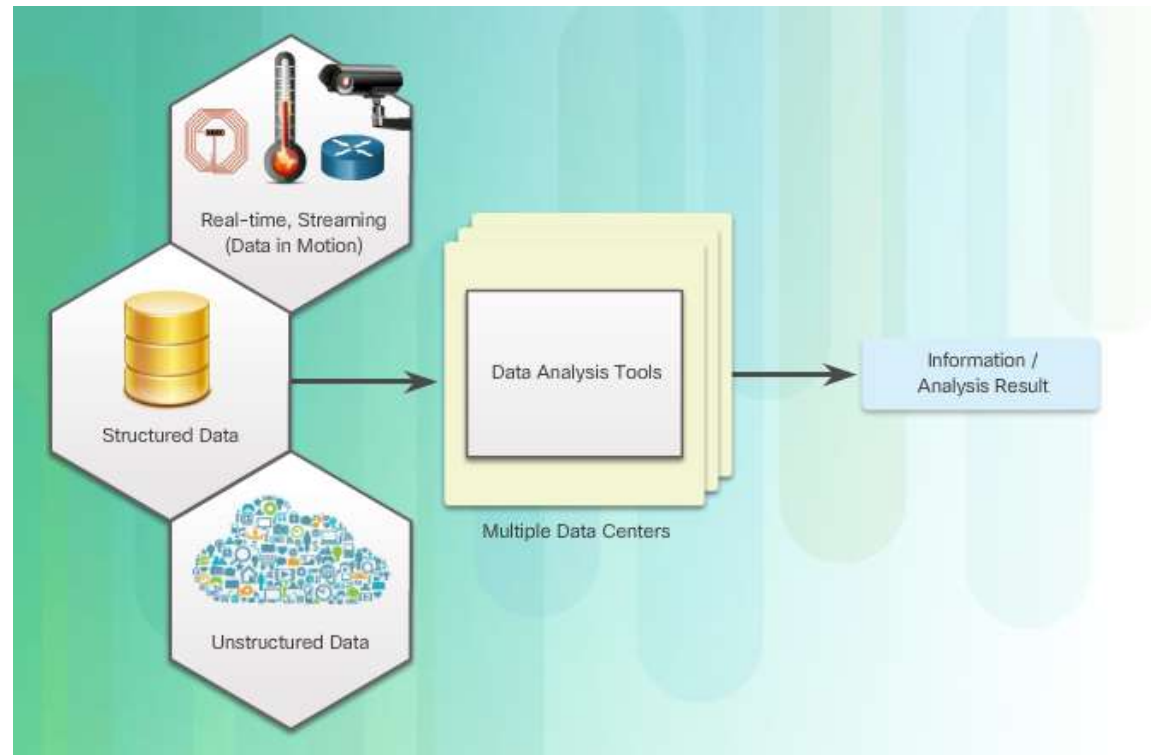 Real-time, Streaming
(Data in Motion)
Structured Data
Unstructured Data
Data Analysis Tools
Multiple Data Centers
Information /
Analysis Result